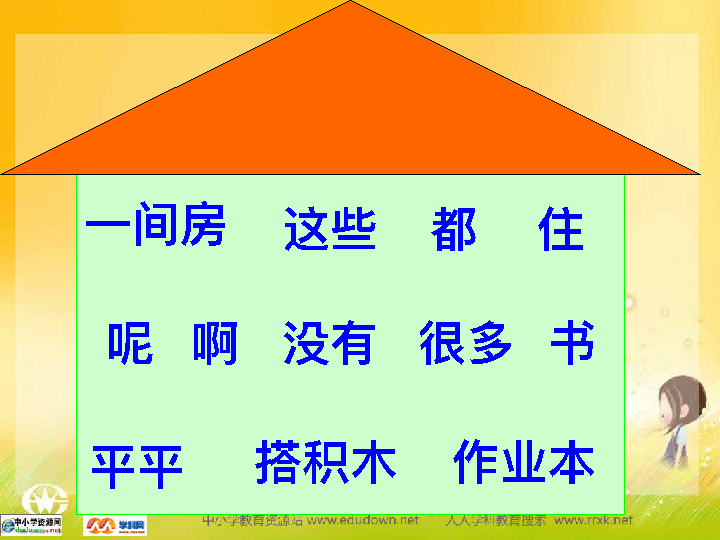 一间房 这些 都 住
呢 啊 没有 很多 书
平平 搭积木 作业本
中小学资源网 学科网 中小学教育资源站 www.edudown.net 人人学科教育搜索 www.rrxk.net